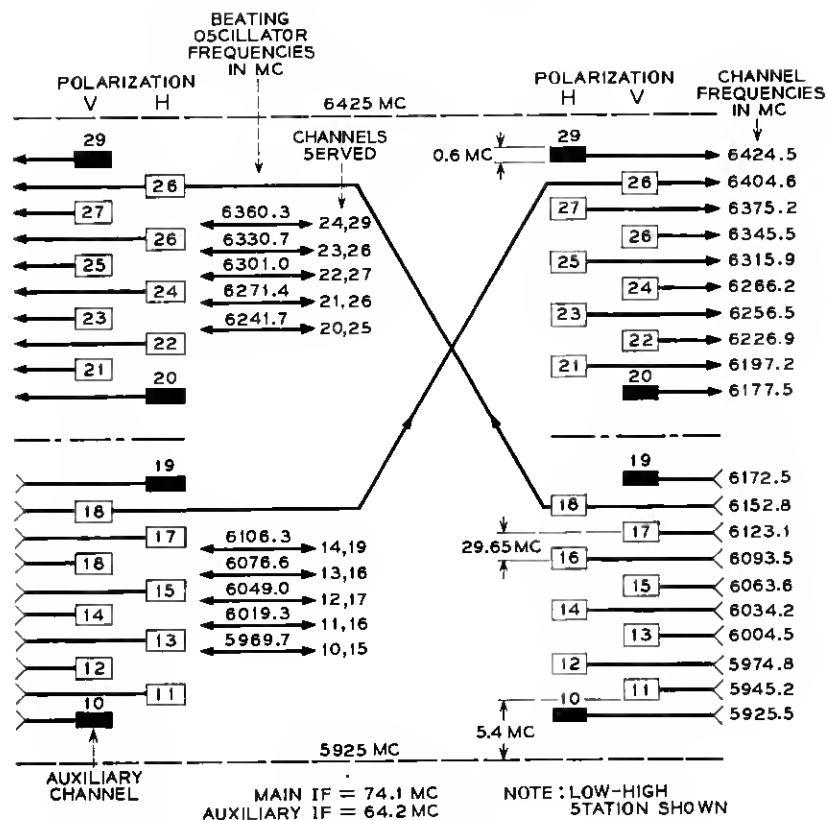 BEATING
OSCILLATOR
FREQUENCIES
IN MC
POLARIZATION
V H
POLARIZATION
H V
CHANNEL
FREQUENCIES
IN MC
6425 MC
CHANNELS
SERVED
29
26
27
26
25
24
23
22
21
20
6360.3 24,29
6330.7 23,26
6301.0 22,27
6271.4 21,26
6241.7 20,25
0.6 MC
29 6424.5
26 6404.6
27 6375.2
26 6345.5
25 6315.9
24 6266.2
23 6256.5
22 6226.9
21 6197.2
20 6177.5
19
18
17
18
15
14
13
12
11
10
6106.3 14,19
6076.6 13,16
6049.0 12,17
6019.3 11,16
5969.7 10,15
29.65 MC
19 6172.5
18 6152.8
17 6123.1
16 6093.5
15 6063.6
14 6034.2
13 6004.5
12 5974.8
11 5945.2
10 5925.5
5.4 MC
5925 MC
AUXILIARY
CHANNEL
MAIN IF = 74.1 MC
AUXILIARY IF = 64.2 MC
NOTE: LOW-HIGH
STATION SHOWN